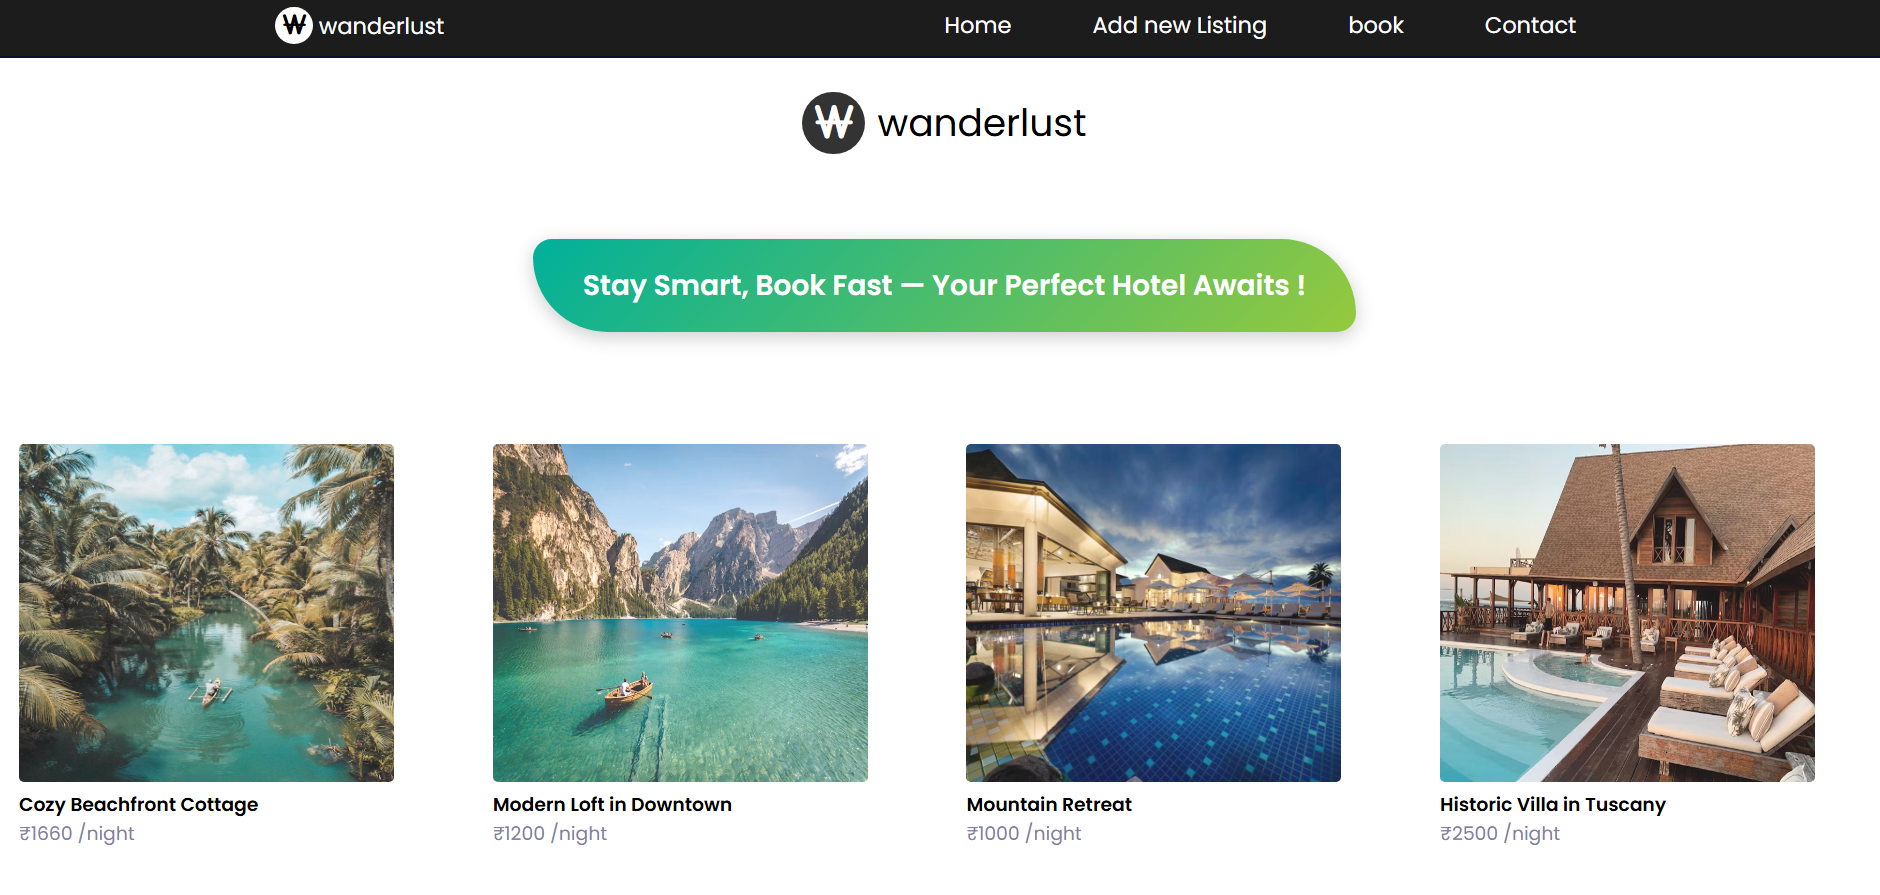 wanderlust Home Add new Listing book Contact
wanderlust
Stay Smart, Book Fast — Your Perfect Hotel Awaits !
Cozy Beachfront Cottage
₹1660 /night
Modern Loft in Downtown
₹1200 /night
Mountain Retreat
₹1000 /night
Historic Villa in Tuscany
₹2500 /night